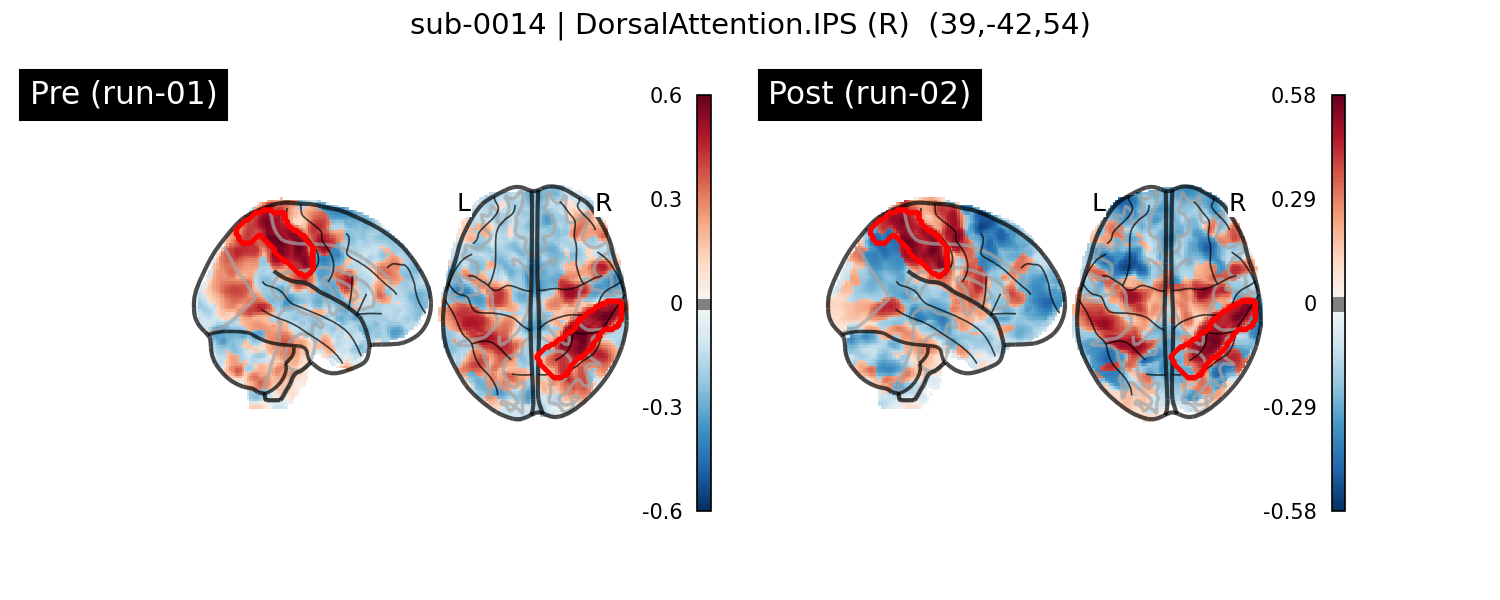 sub-0014 | DorsalAttention.IPS (R)  (39,-42,54)
Pre (run-01)
L
R
0.6
0.3
0
-0.3
-0.6
Post (run-02)
L
R
0.58
0.29
0
-0.29
-0.58